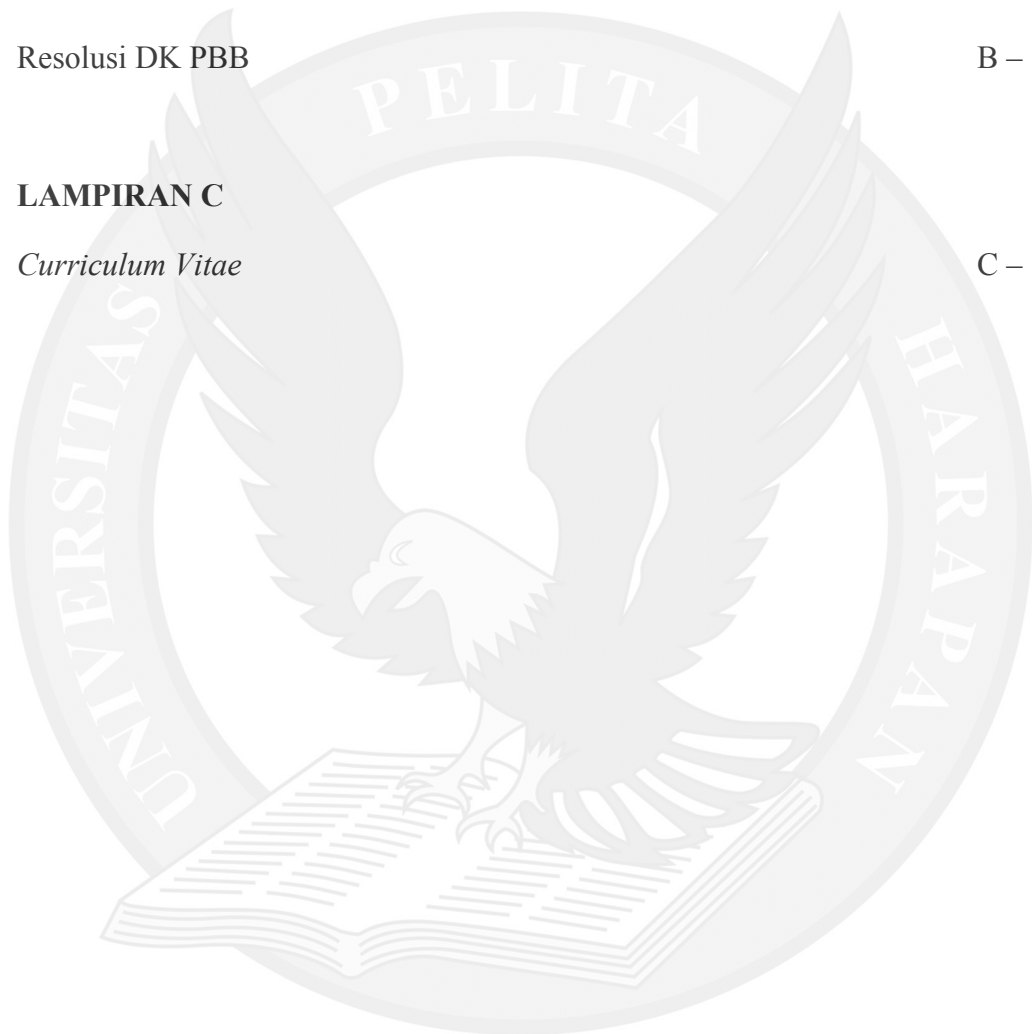 Resolusi DK PBB B –
LAMPIRAN C
Curriculum Vitae C –
UNIVERSITAS PELITA HARAPAN